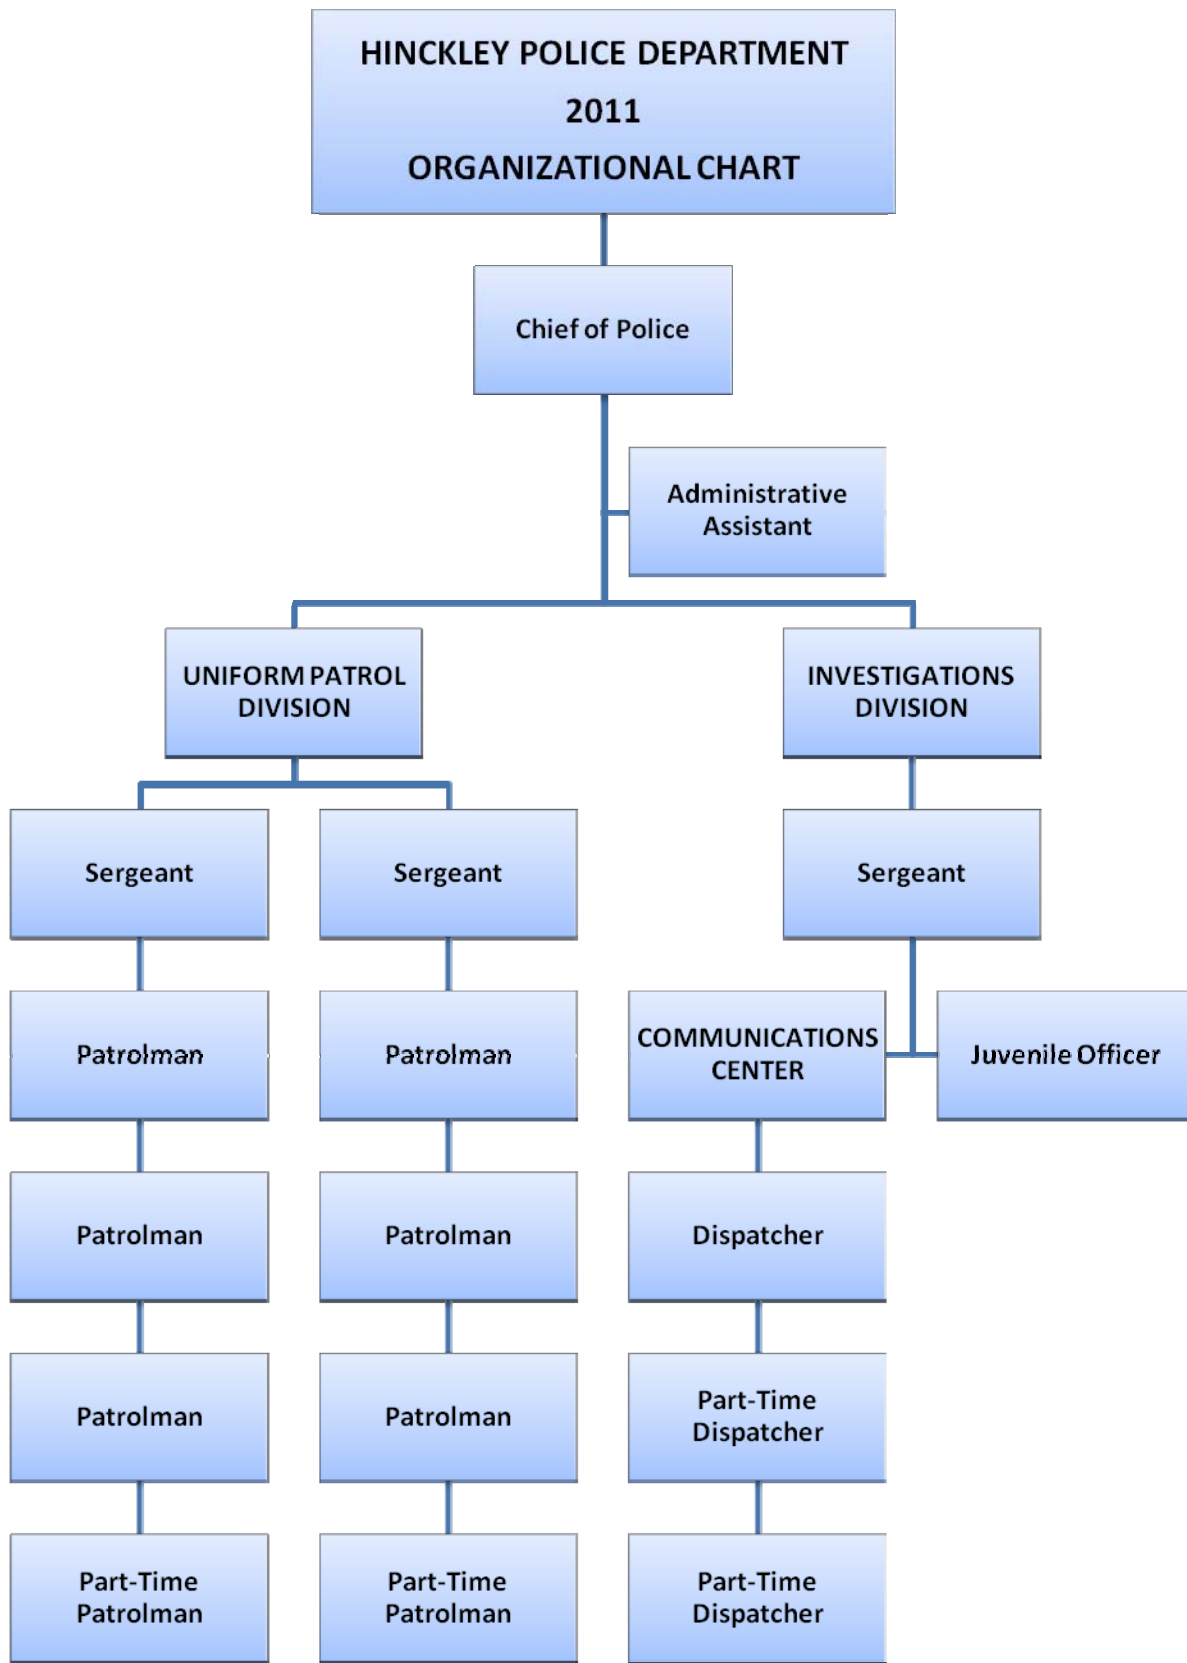 HINCKLEY POLICE DEPARTMENT
2011
ORGANIZATIONAL CHART
Chief of Police
Administrative
Assistant
UNIFORM PATROL
DIVISION
INVESTIGATIONS
DIVISION
Sergeant
Sergeant
Sergeant
Patrolman
Patrolman
COMMUNICATIONS
CENTER
Juvenile Officer
Patrolman
Patrolman
Dispatcher
Patrolman
Patrolman
Part-Time
Dispatcher
Part-Time
Patrolman
Part-Time
Patrolman
Part-Time
Dispatcher